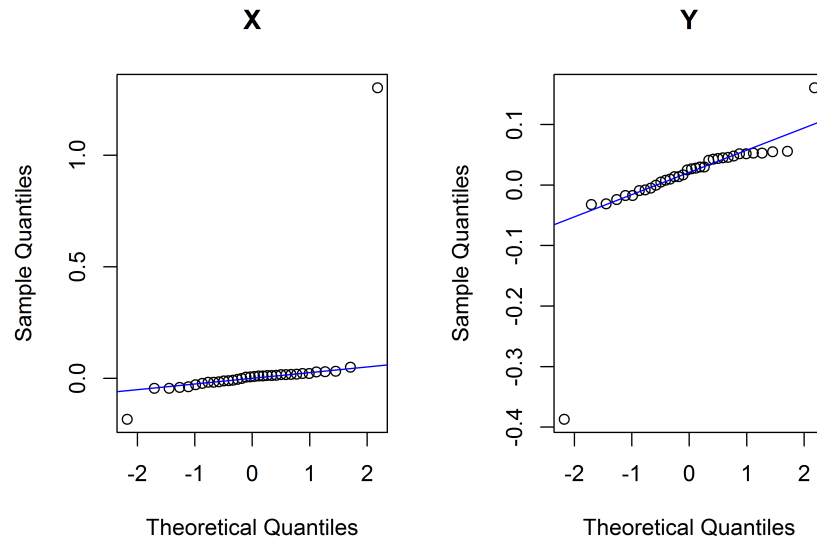 X
Sample Quantiles
1.0
0.5
0.0
-2 -1 0 1 2
Theoretical Quantiles
Y
Sample Quantiles
0.1
0.0
-0.1
-0.2
-0.3
-0.4
-2 -1 0 1 2
Theoretical Quantiles